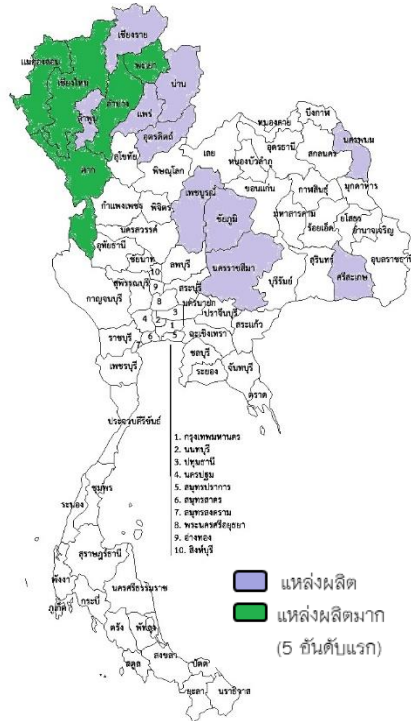 เชียงราย
แม่ฮ่องสอน
เชียงใหม่
พะเยา
น่าน
ลำปาง
ลำพูน
แพร่
อุตรดิตถ์
ตาก
สุโขทัย
พิษณุโลก
เลย
หนองคาย
บึงกาฬ
หนองบัวลำภู
อุดรธานี
สกลนคร
นครพนม
กำแพงเพชร
พิจิตร
เพชรบูรณ์
ขอนแก่น
กาฬสินธุ์
มุกดาหาร
ชัยภูมิ
มหาสารคาม
ร้อยเอ็ด
ยโสธร
อำนาจเจริญ
นครสวรรค์
อุทัยธานี
ชัยนาท
ลพบุรี
นครราชสีมา
บุรีรัมย์
สุรินทร์
ศรีสะเกษ
อุบลราชธานี
10
สุพรรณบุรี
9
สระบุรี
กาญจนบุรี
8
นครนายก
ปราจีนบุรี
4
2
3
1
ฉะเชิงเทรา
สระแก้ว
ราชบุรี
6
5
ชลบุรี
เพชรบุรี
ระยอง
จันทบุรี
ตราด
ประจวบคีรีขันธ์
1. กรุงเทพมหานคร
2. นนทบุรี
3. ปทุมธานี
4. นครปฐม
5. สมุทรปราการ
6. สมุทรสาคร
7. สมุทรสงคราม
8. พระนครศรีอยุธยา
9. อ่างทอง
10. สิงห์บุรี
ชุมพร
ระนอง
สุราษฎร์ธานี
พังงา
ภูเก็ต
กระบี่
นครศรีธรรมราช
ตรัง
พัทลุง
สตูล
สงขลา
ปัตตานี
ยะลา
นราธิวาส
แหล่งผลิต
แหล่งผลิตมาก
(5 อันดับแรก)